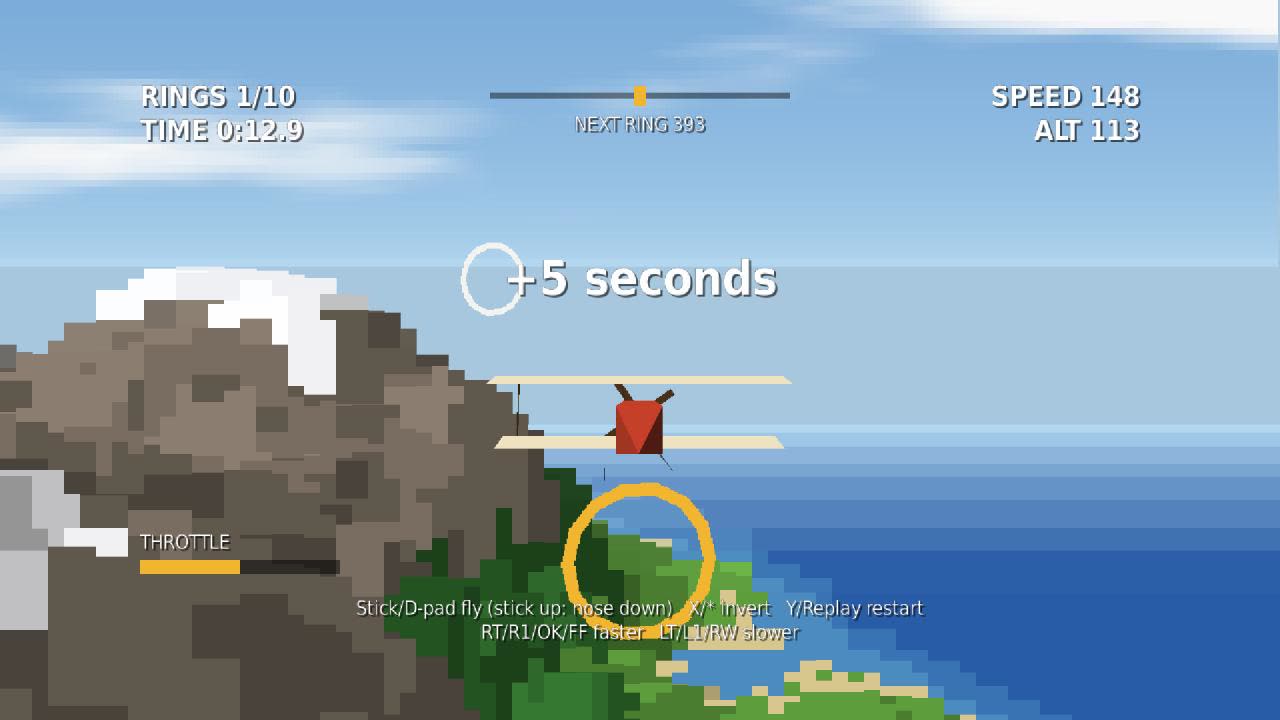 RINGS 1/10
TIME 0:12.9
NEXT RING 393
SPEED 148
ALT 113
+5 seconds
THROTTLE
Stick/D-pad fly (stick up: nose down)   X/* invert   Y/Replay restart
RT/R1/OK/FF faster   LT/L1/RW slower